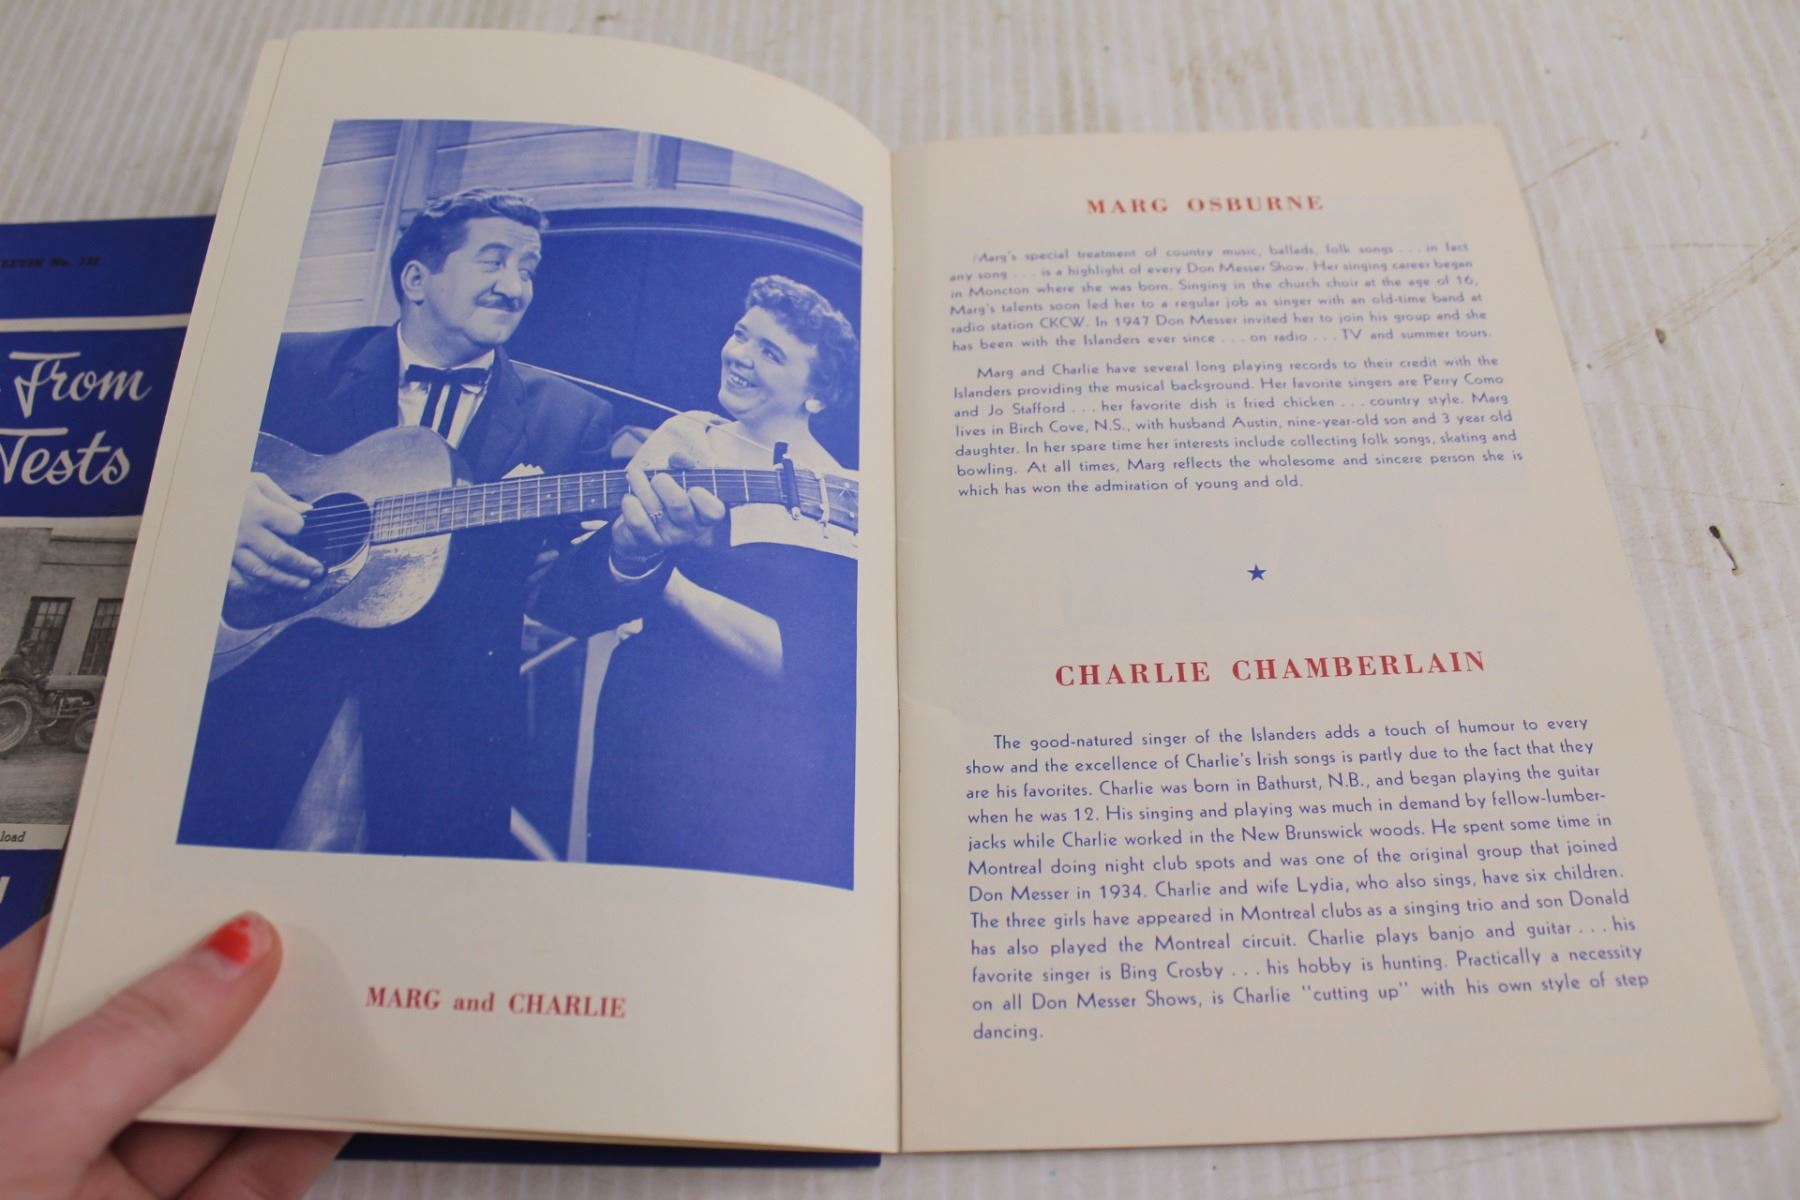 LETIN No. 152
From
Nests
load
MARG and CHARLIE
MARG OSBURNE
Marg's special treatment of country music, ballads, folk songs . . . in fact
any song . . . is a highlight of every Don Messer Show. Her singing career began
in Moncton where she was born. Singing in the church choir at the age of 16,
Marg's talents soon led her to a regular job as singer with an old-time band at
radio station CKCW. In 1947 Don Messer invited her to join his group and she
has been with the Islanders ever since . . . on radio . . . TV and summer tours.
Marg and Charlie have several long playing records to their credit with the
Islanders providing the musical background. Her favorite singers are Perry Como
and Jo Stafford . . . her favorite dish is fried chicken . . . country style. Marg
lives in Birch Cove, N.S., with husband Austin, nine-year-old son and 3 year old
daughter. In her spare time her interests include collecting folk songs, skating and
bowling. At all times, Marg reflects the wholesome and sincere person she is
which has won the admiration of young and old.
CHARLIE CHAMBERLAIN
The good-natured singer of the Islanders adds a touch of humour to every
show and the excellence of Charlie's Irish songs is partly due to the fact that they
are his favorites. Charlie was born in Bathurst, N.B., and began playing the guitar
when he was 12. His singing and playing was much in demand by fellow-lumber-
jacks while Charlie worked in the New Brunswick woods. He spent some time in
Montreal doing night club spots and was one of the original group that joined
Don Messer in 1934. Charlie and wife Lydia, who also sings, have six children.
The three girls have appeared in Montreal clubs as a singing trio and son Donald
has also played the Montreal circuit. Charlie plays banjo and guitar . . . his
favorite singer is Bing Crosby . . . his hobby is hunting. Practically a necessity
on all Don Messer Shows, is Charlie "cutting up" with his own style of step
dancing.